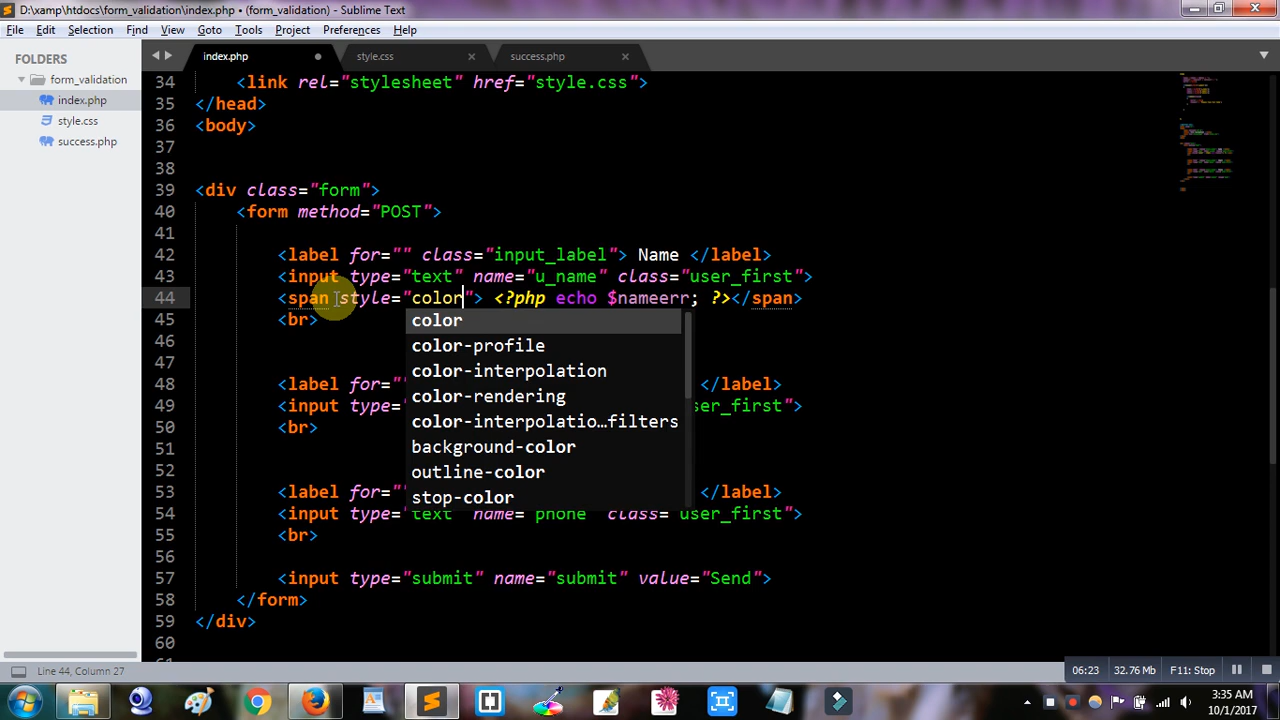 D:\xamp\htdocs\form_validation\index.php • (form_validation) - Sublime Text
File Edit Selection Find View Goto Tools Project Preferences Help
FOLDERS
form_validation
index.php
style.css
success.php
index.php
style.css
success.php
34 <link rel="stylesheet" href="style.css">
35 </head>
36 <body>
37
38
39 <div class="form">
40 <form method="POST">
41
42 <label for="" class="input_label"> Name </label>
43 <input type="text" name="u_name" class="user_first">
44 <span style="color"> <?php echo $nameerr; ?></span>
45 <br>
46
47
48 <label for="" </label>
49 <input type=" ser_first">
50 <br>
51
52
53 <label for="" </label>
54 <input type="text" name="phone" class="user_first">
55 <br>
56
57 <input type="submit" name="submit" value="Send">
58 </form>
59 </div>
60
color
color-profile
color-interpolation
color-rendering
color-interpolatio…filters
background-color
outline-color
stop-color
Line 44, Column 27
06:23 32.76 Mb F11: Stop
3:35 AM
10/1/2017